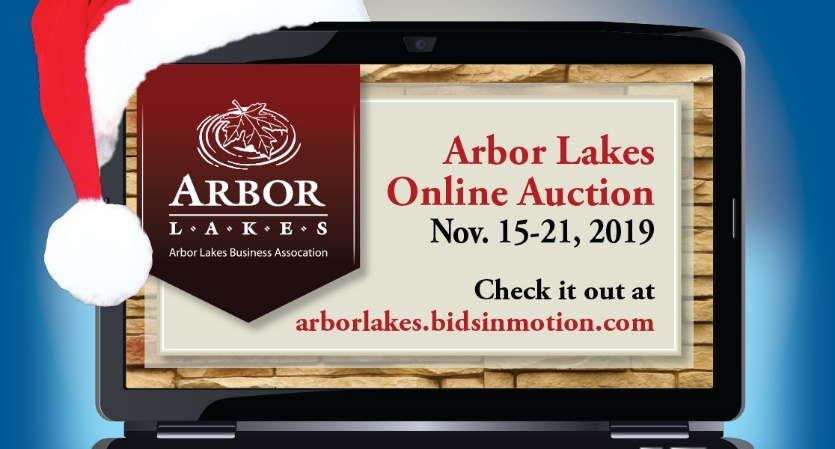 ARBOR
L·A·K·E·S
Arbor Lakes Business Assocation
Arbor Lakes
Online Auction
Nov. 15-21, 2019
Check it out at
arborlakes.bidsinmotion.com